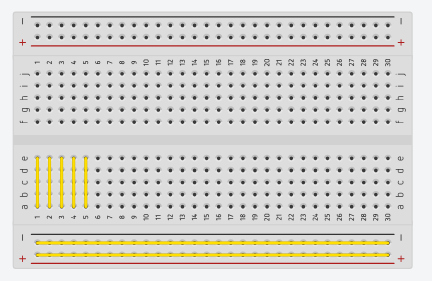 − −
+ +
1 2 3 4 5 6 7 8 9 10 11 12 13 14 15 16 17 18 19 20 21 22 23 24 25 26 27 28 29 30
j j
i i
h h
g g
f f
e e
d d
c c
b b
a a
1 2 3 4 5 6 7 8 9 10 11 12 13 14 15 16 17 18 19 20 21 22 23 24 25 26 27 28 29 30
− −
+ +